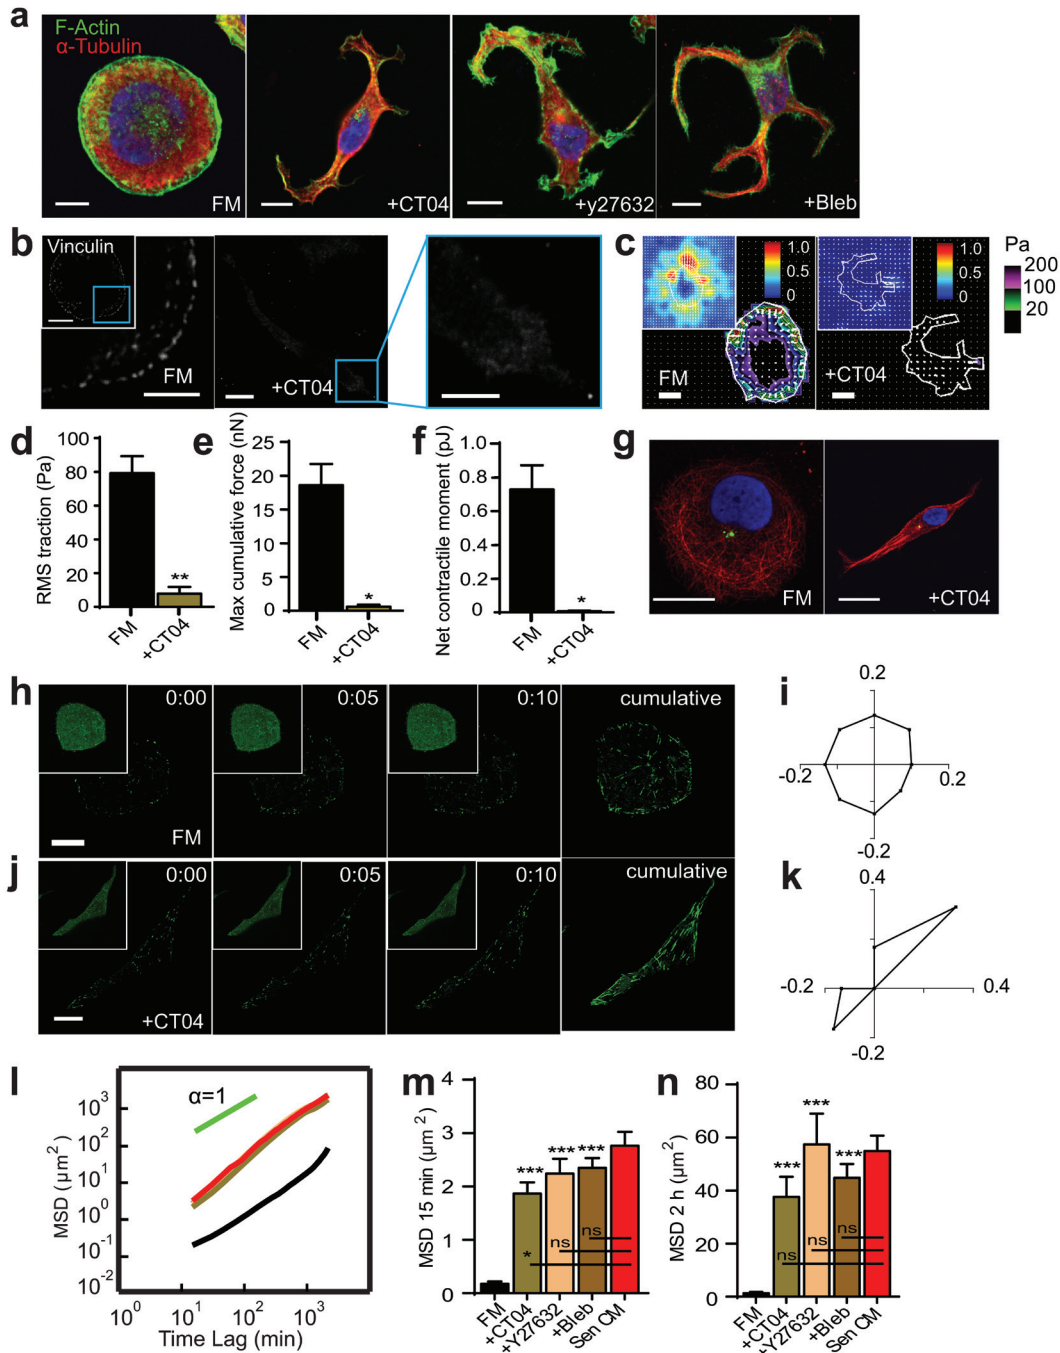 a
F-Actin
α-Tubulin
FM
+CT04
+y27632
+Bleb
b
Vinculin
FM
+CT04
c
1.0
0.5
0
FM
1.0
0.5
0
+CT04
Pa
200
100
20
d
RMS traction (Pa)
100
80
60
40
20
0
FM
+CT04
**
e
Max cumulative force (nN)
25
20
15
10
5
0
FM
+CT04
*
f
Net contractile moment (pJ)
1.0
0.8
0.6
0.4
0.2
0
FM
+CT04
*
g
FM
+CT04
h
0:00
0:05
0:10
cumulative
FM
i
0.2
-0.2
0.2
-0.2
j
0:00
0:05
0:10
cumulative
+CT04
k
0.4
-0.2
0.4
-0.2
l
α=1
MSD (μm²)
10³
10²
10¹
10⁰
10⁻¹
10⁻²
10⁰
10¹
10²
10³
Time Lag (min)
m
MSD 15 min (μm²)
4
3
2
1
0
***
***
***
ns
ns
*
FM
+CT04
+Y27632
+Bleb
Sen CM
n
MSD 2 h (μm²)
80
60
40
20
0
***
***
***
ns
ns
ns
FM
+CT04
+Y27632
+Bleb
Sen CM